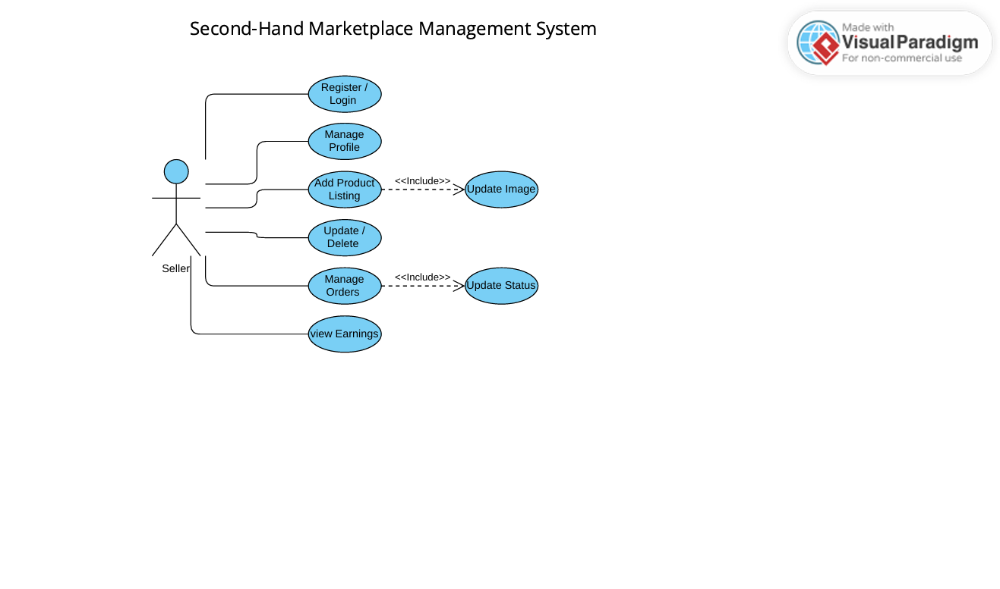 Second-Hand Marketplace Management System
Made with
Visual Paradigm
For non-commercial use
Register /
Login
Manage
Profile
Add Product
Listing
<<Include>>
Update Image
Update /
Delete
Seller
Manage
Orders
<<Include>>
Update Status
view Earnings